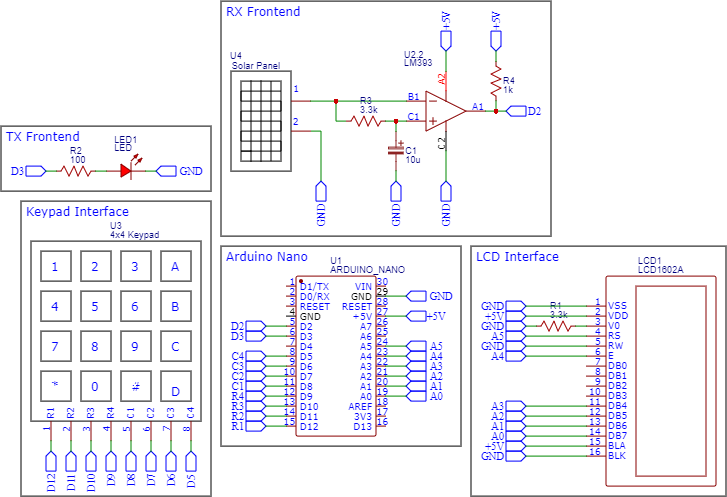 RX Frontend
U4
Solar Panel
1
2
+5V
+5V
U2.2
LM393
A2
B1
C1
A1
C2
R3
3.3k
R4
1k
D2
C1
10u
GND
GND
GND
TX Frontend
D3
R2
100
LED1
LED
GND
Keypad Interface
U3
4x4 Keypad
1 2 3 A
4 5 6 B
7 8 9 C
* 0 # D
R1 R2 R3 R4 C1 C2 C3 C4
1 2 3 4 5 6 7 8
D12 D11 D10 D9 D8 D7 D6 D5
Arduino Nano
U1
ARDUINO_NANO
1 D1/TX VIN 30
2 D0/RX GND 29 GND
3 RESET RESET 28
4 GND +5V 27 +5V
D2 5 D2 A7 26
D3 6 D3 A6 25
7 D4 A5 24 A5
C4 8 D5 A4 23 A4
C3 9 D6 A3 22 A3
C2 10 D7 A2 21 A2
C1 11 D8 A1 20 A1
R4 12 D9 A0 19 A0
R3 13 D10 AREF 18
R2 14 D11 3V3 17
R1 15 D12 D13 16
LCD Interface
LCD1
LCD1602A
GND 1 VSS
+5V 2 VDD
GND R1 3.3k 3 V0
A5 4 RS
GND 5 RW
A4 6 E
7 DB0
8 DB1
9 DB2
10 DB3
A3 11 DB4
A2 12 DB5
A1 13 DB6
A0 14 DB7
+5V 15 BLA
GND 16 BLK